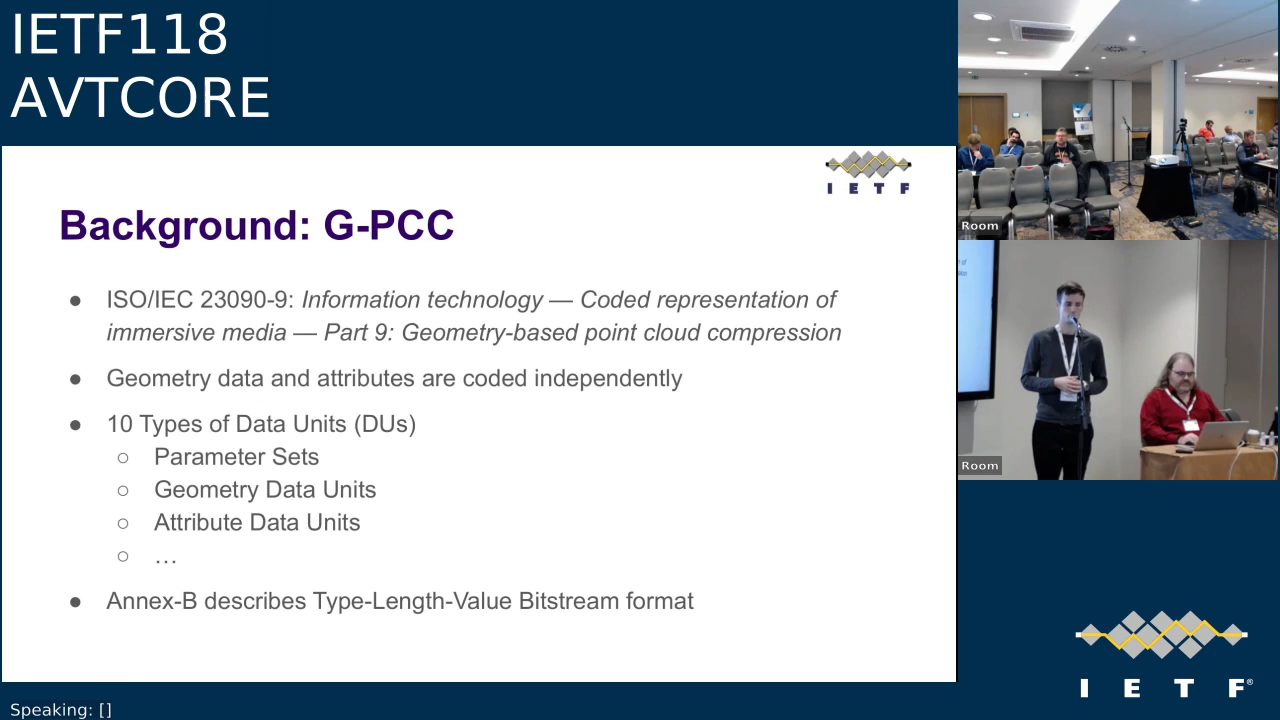 IETF118
AVTCORE
I E T F
Background: G-PCC
● ISO/IEC 23090-9: Information technology — Coded representation of
immersive media — Part 9: Geometry-based point cloud compression
● Geometry data and attributes are coded independently
● 10 Types of Data Units (DUs)
○ Parameter Sets
○ Geometry Data Units
○ Attribute Data Units
○ …
● Annex-B describes Type-Length-Value Bitstream format
Room
Room
I E T F®
Speaking: []